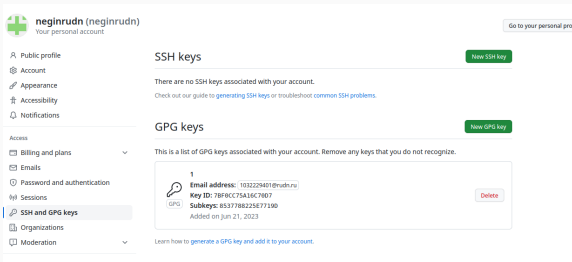 neginrudn (neginrudn)
Your personal account
Go to your personal pro
Public profile
Account
Appearance
Accessibility
Notifications
Access
Billing and plans
Emails
Password and authentication
Sessions
SSH and GPG keys
Organizations
Moderation
SSH keys
New SSH key
There are no SSH keys associated with your account.
Check out our guide to generating SSH keys or troubleshoot common SSH problems.
GPG keys
New GPG key
This is a list of GPG keys associated with your account. Remove any keys that you do not recognize.
1
Email address: 1032229401@rudn.ru
Key ID: 7BF0CC75A16C70D7
Subkeys: 8537788225E7719D
Added on Jun 21, 2023
GPG
Delete
Learn how to generate a GPG key and add it to your account.